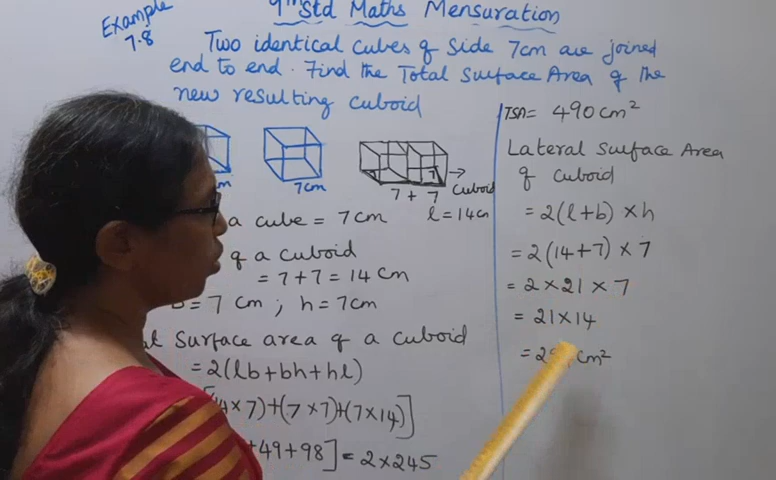 Example
7.8
9th Std Maths Mensuration
Two identical cubes of side 7cm are joined
end to end. Find the Total Surface Area of the
new resulting cuboid
7cm
7 + 7
7
cuboid
l = 14cm
a cube = 7cm
of a cuboid
= 7+7 = 14 cm
= 7 cm ; h = 7cm
Surface area of a cuboid
= 2(lb+bh+hl)
×7)+(7×7)+(7×14)]
+49+98] = 2×245
TSA = 490cm²
Lateral Surface Area
of cuboid
= 2(l+b)×h
= 2(14+7)×7
= 2×21×7
= 21×14
cm²